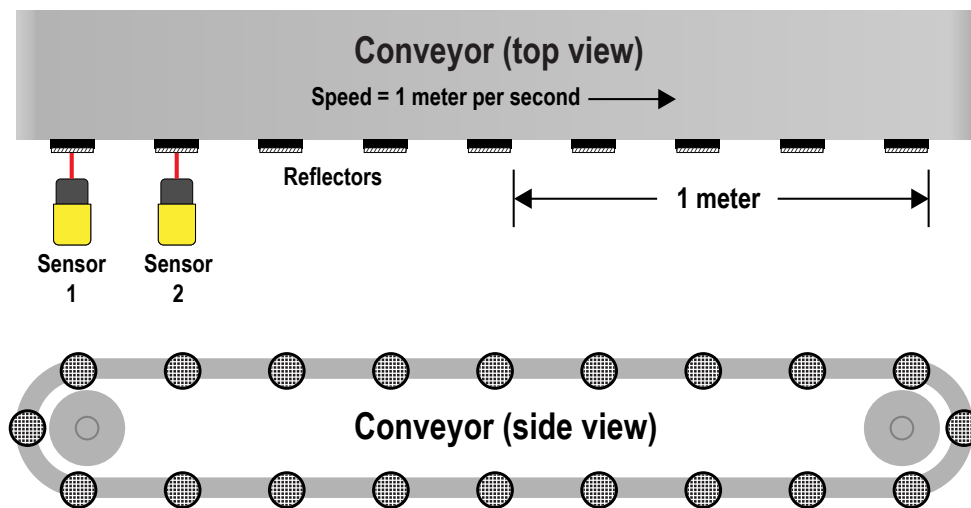 Conveyor (top view)
Speed = 1 meter per second
Reflectors
1 meter
Sensor
1
Sensor
2
Conveyor (side view)